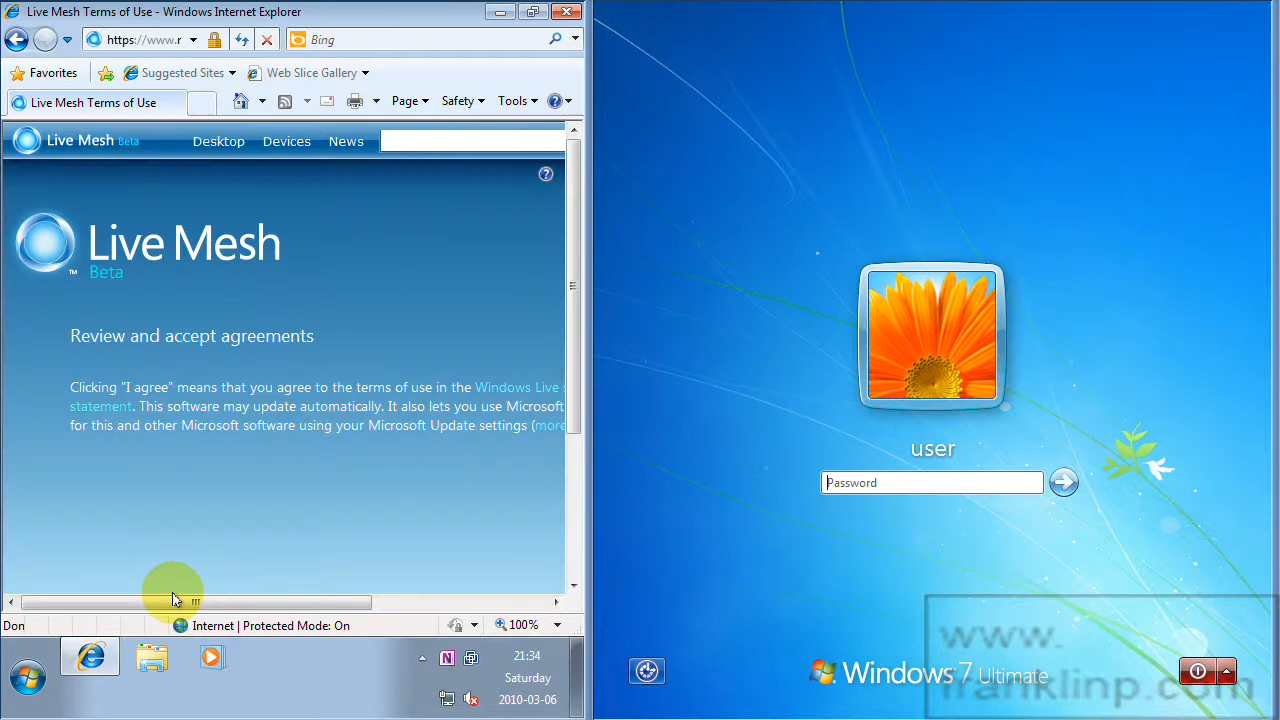 Live Mesh Terms of Use - Windows Internet Explorer
https://www.r
Bing
Favorites
Suggested Sites
Web Slice Gallery
Live Mesh Terms of Use
Page
Safety
Tools
Live Mesh Beta
Desktop
Devices
News
Live Mesh
™
Beta
Review and accept agreements
Clicking "I agree" means that you agree to the terms of use in the Windows Live
statement. This software may update automatically. It also lets you use Microsoft
for this and other Microsoft software using your Microsoft Update settings (more
Don
Internet | Protected Mode: On
100%
21:34
Saturday
2010-03-06
user
Password
Windows 7 Ultimate
www.
franklinp.com